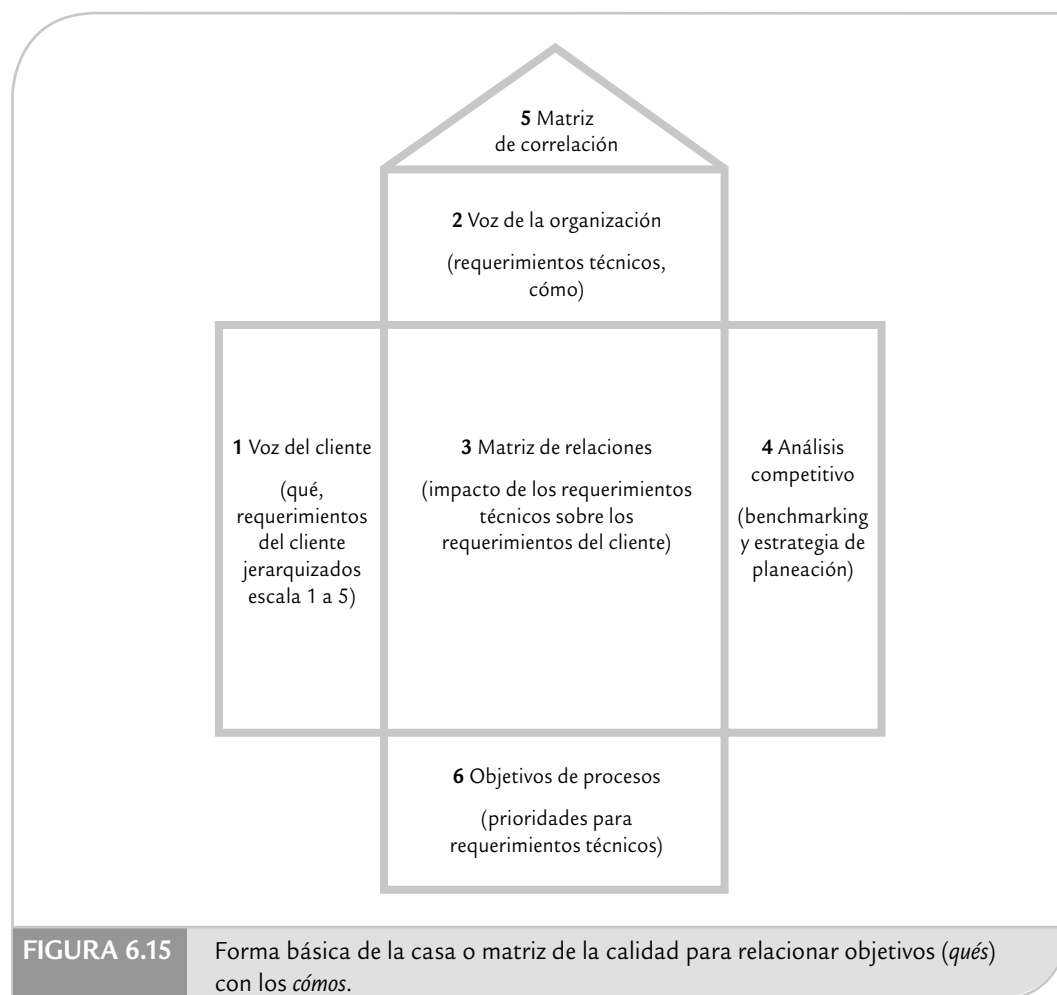 5 Matriz
de correlación
2 Voz de la organización
(requerimientos técnicos,
cómo)
1 Voz del cliente
(qué,
requerimientos
del cliente
jerarquizados
escala 1 a 5)
3 Matriz de relaciones
(impacto de los requerimientos
técnicos sobre los
requerimientos del cliente)
4 Análisis
competitivo
(benchmarking
y estrategia de
planeación)
6 Objetivos de procesos
(prioridades para
requerimientos técnicos)
FIGURA 6.15
Forma básica de la casa o matriz de la calidad para relacionar objetivos (qués)
con los cómos.